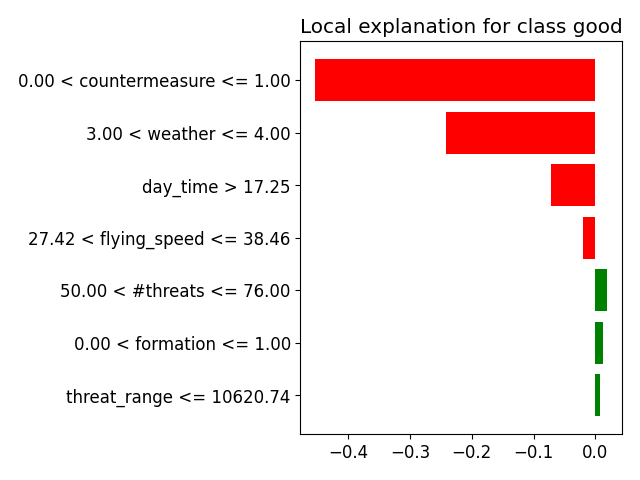 Local explanation for class good
0.00 < countermeasure <= 1.00
3.00 < weather <= 4.00
day_time > 17.25
27.42 < flying_speed <= 38.46
50.00 < #threats <= 76.00
0.00 < formation <= 1.00
threat_range <= 10620.74
−0.4 −0.3 −0.2 −0.1 0.0